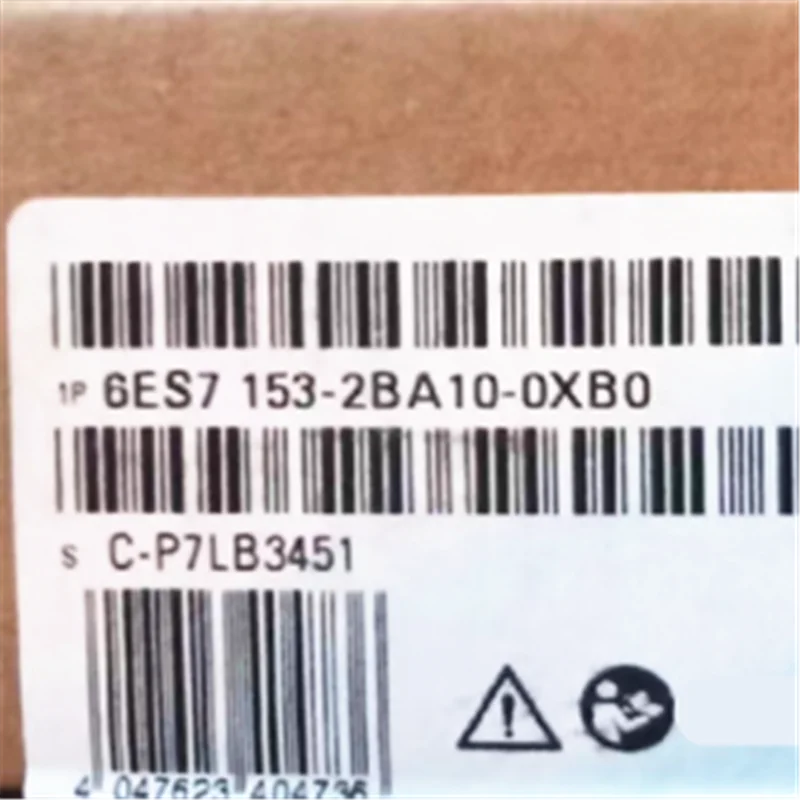 1P 6ES7 153-2BA10-0XB0
S C-P7LB3451
4 047623 404736